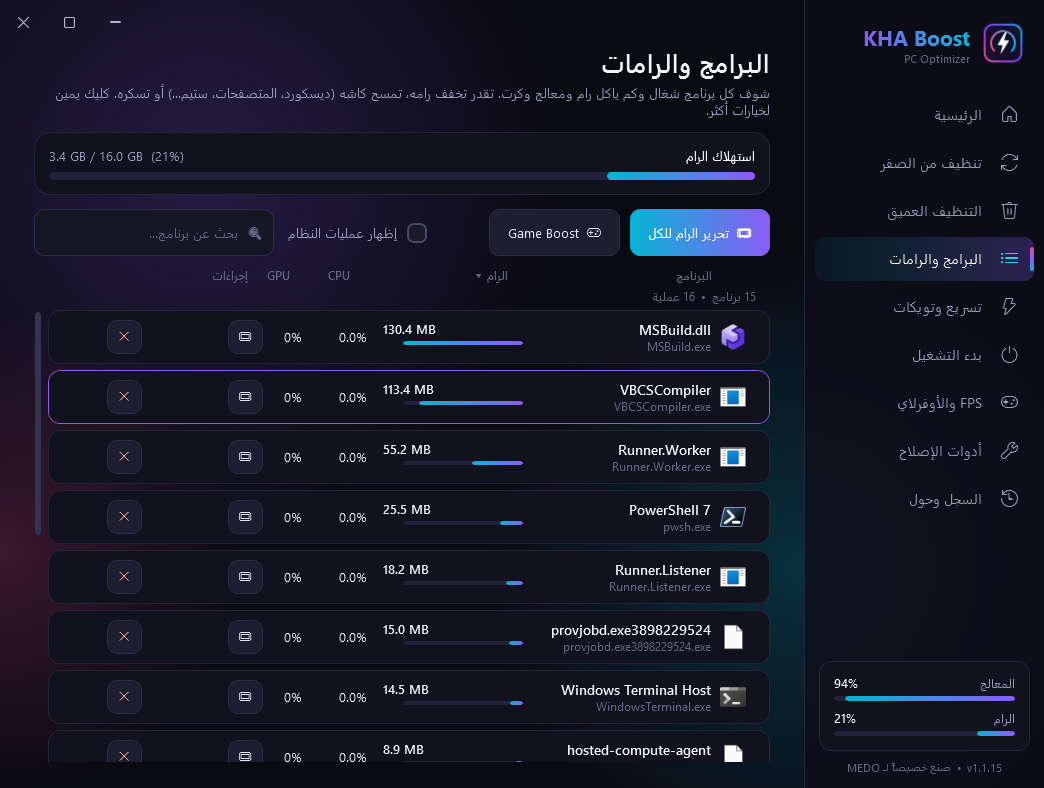 KHA Boost
PC Optimizer
الرئيسية
تنظيف من الصفر
التنظيف العميق
البرامج والرامات
تسريع وتويكات
بدء التشغيل
FPS والأوفرلاي
أدوات الإصلاح
السجل وحول
المعالج 94%
الرام 21%
v1.1.15 • صنع خصيصاً لـ MEDO
البرامج والرامات
شوف كل برنامج شغال وكم ياكل رام ومعالج وكرت. تقدر تخفف رامه، تمسح كاشه (ديسكورد، المتصفحات، ستيم...) أو تسكره. كليك يمين
لخيارات أكثر.
استهلاك الرام 3.4 GB / 16.0 GB (21%)
تحرير الرام للكل
Game Boost
إظهار عمليات النظام
بحث عن برنامج...
البرنامج الرام ▼ CPU GPU إجراءات
15 برنامج • 16 عملية
MSBuild.dll 130.4 MB 0.0% 0%
MSBuild.exe
VBCSCompiler 113.4 MB 0.0% 0%
VBCSCompiler.exe
Runner.Worker 55.2 MB 0.0% 0%
Runner.Worker.exe
PowerShell 7 25.5 MB 0.0% 0%
pwsh.exe
Runner.Listener 18.2 MB 0.0% 0%
Runner.Listener.exe
provjobd.exe3898229524 15.0 MB 0.0% 0%
provjobd.exe3898229524.exe
Windows Terminal Host 14.5 MB 0.0% 0%
WindowsTerminal.exe
hosted-compute-agent 8.9 MB 0.0% 0%